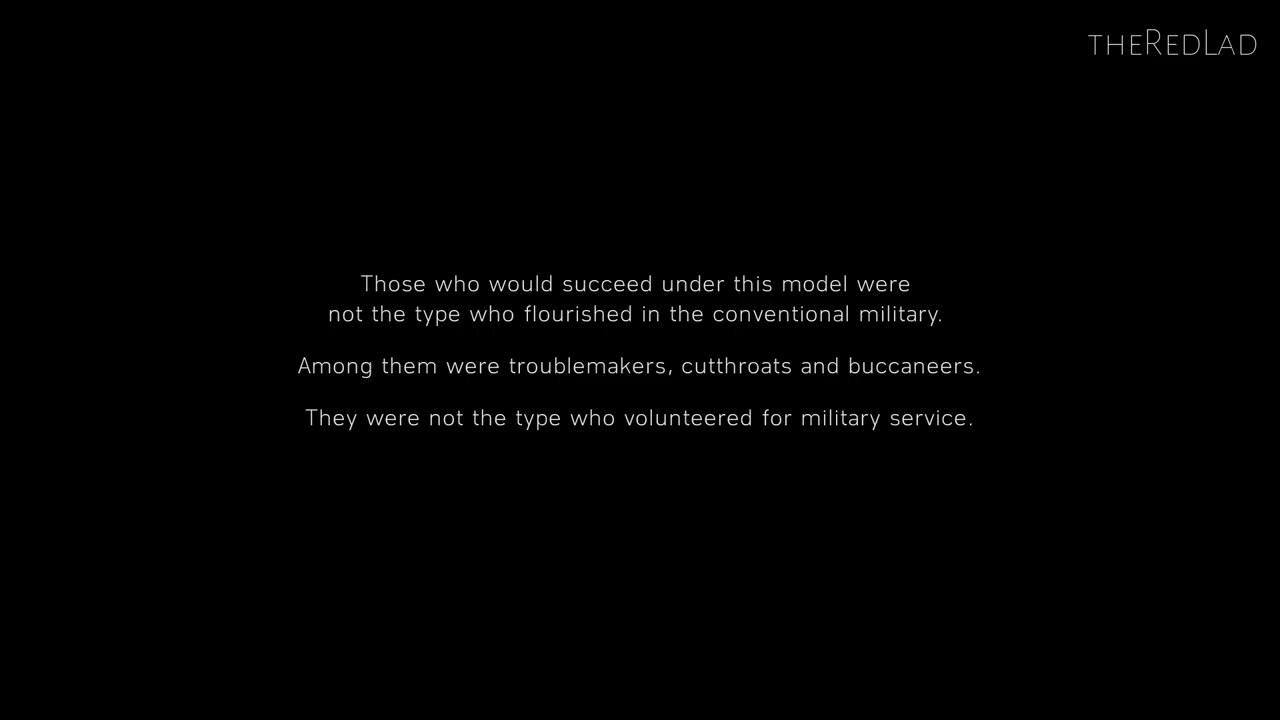 THEREDLAD
Those who would succeed under this model were
not the type who flourished in the conventional military.
Among them were troublemakers, cutthroats and buccaneers.
They were not the type who volunteered for military service.